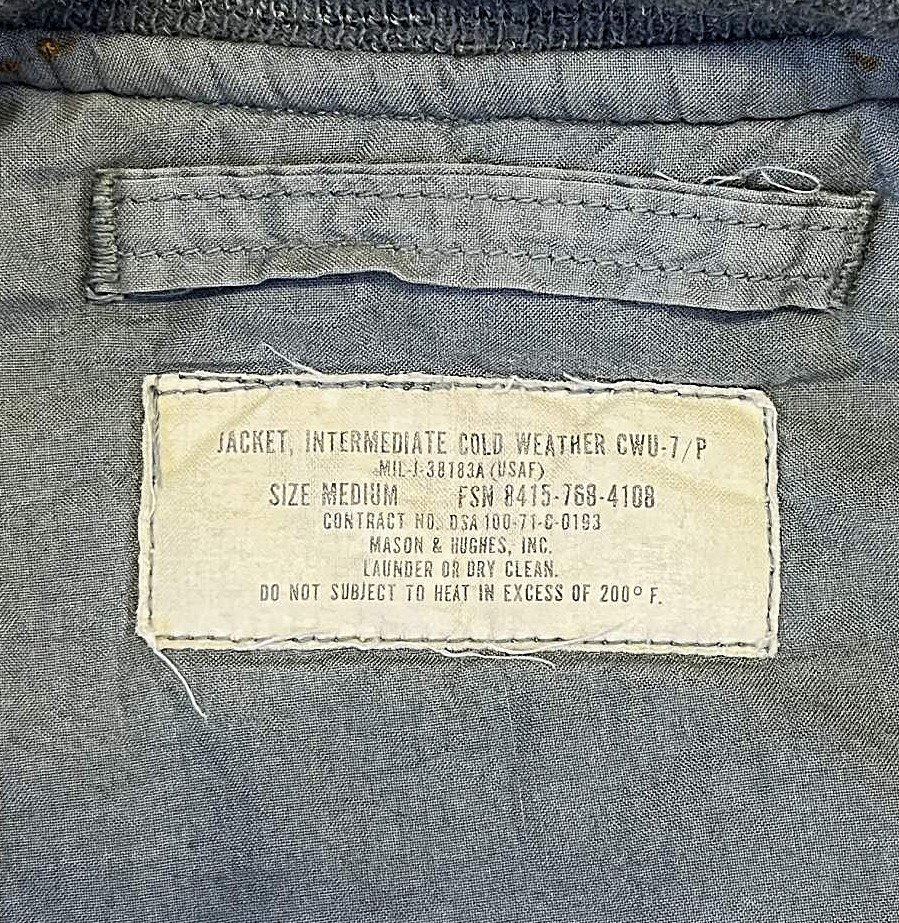 JACKET, INTERMEDIATE COLD WEATHER CWU-7/P
MIL-J-38183A (USAF)
SIZE MEDIUM FSN 8415-768-4108
CONTRACT NO. DSA 100-71-C-0193
MASON & HUGHES, INC.
LAUNDER OR DRY CLEAN.
DO NOT SUBJECT TO HEAT IN EXCESS OF 200° F.